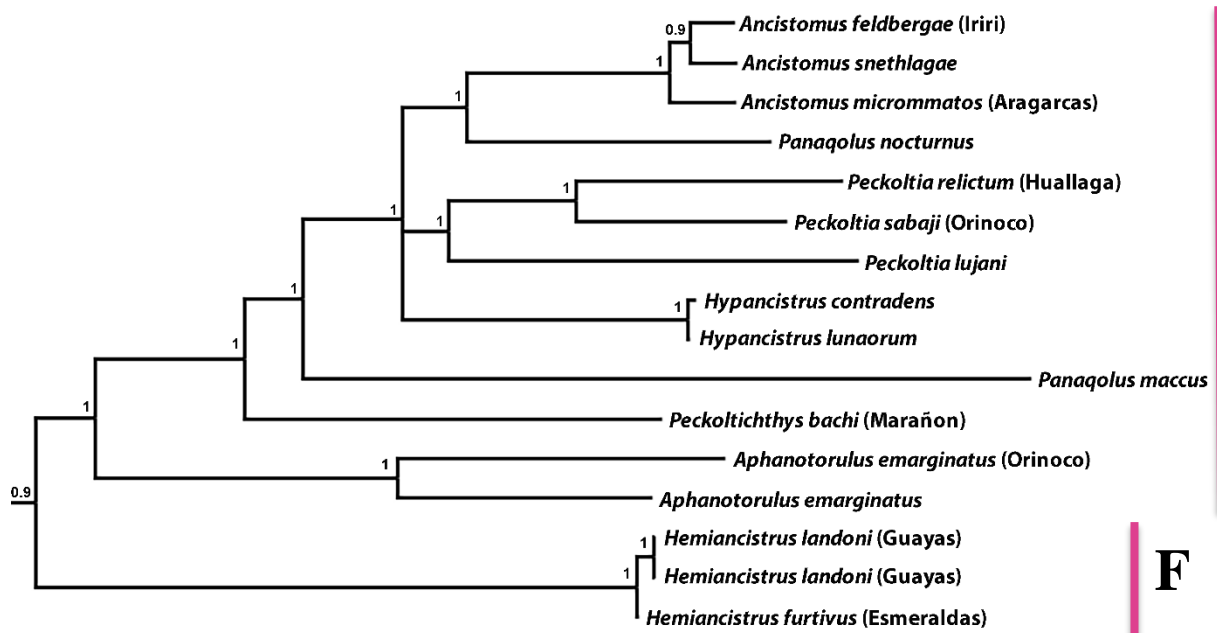 0.9
Ancistomus feldbergae (Iriri)
1
Ancistomus snethlagae
1
Ancistomus micrommatos (Aragarcas)
1
Panaqolus nocturnus
1
Peckoltia relictum (Huallaga)
1
1
Peckoltia sabaji (Orinoco)
Peckoltia lujani
1
1
Hypancistrus contradens
1
Hypancistrus lunaorum
Panaqolus maccus
1
Peckoltichthys bachi (Marañon)
1
Aphanotorulus emarginatus (Orinoco)
0.9
Aphanotorulus emarginatus
1
Hemiancistrus landoni (Guayas)
1
Hemiancistrus landoni (Guayas)
Hemiancistrus furtivus (Esmeraldas)
F